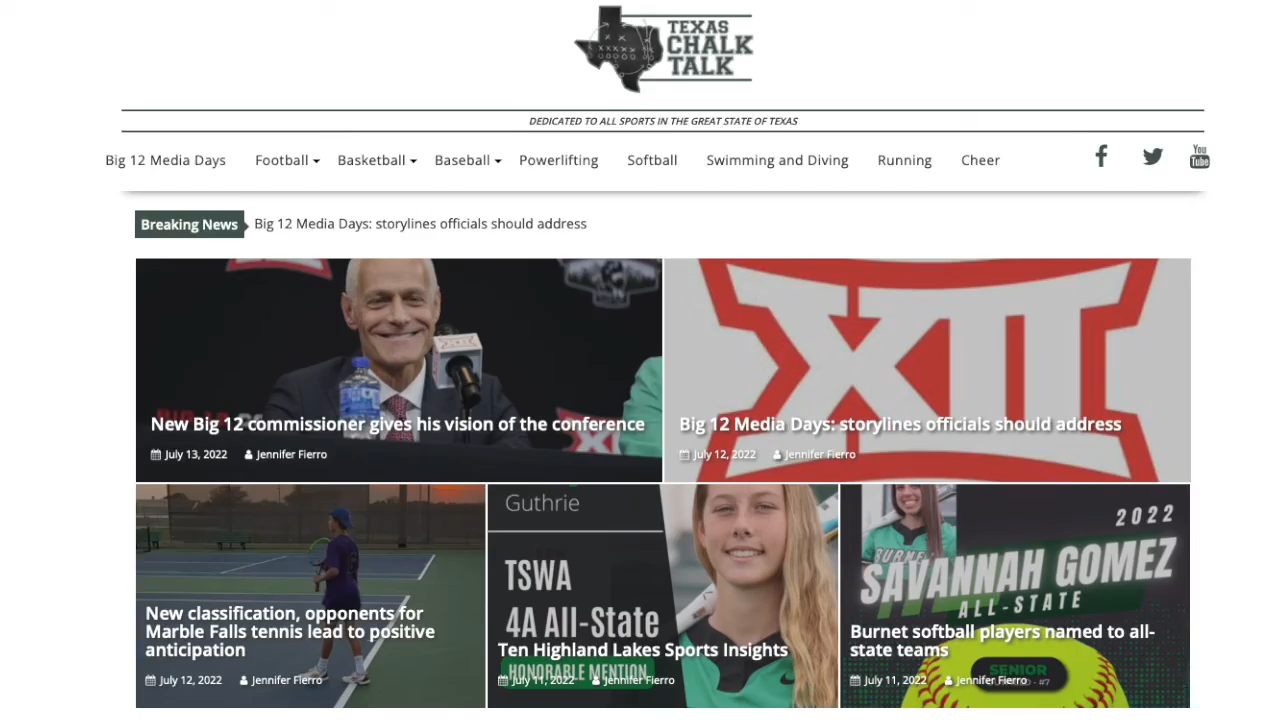 TEXAS
CHALK
TALK
DEDICATED TO ALL SPORTS IN THE GREAT STATE OF TEXAS
Big 12 Media Days Football Basketball Baseball Powerlifting Softball Swimming and Diving Running Cheer
You
Tube
Breaking News Big 12 Media Days: storylines officials should address
XII
New Big 12 commissioner gives his vision of the conference
July 13, 2022 Jennifer Fierro
Big 12 Media Days: storylines officials should address
July 12, 2022 Jennifer Fierro
New classification, opponents for
Marble Falls tennis lead to positive
anticipation
July 12, 2022 Jennifer Fierro
Guthrie
TSWA
4A All-State
Ten Highland Lakes Sports Insights
HONORABLE MENTION
July 11, 2022 Jennifer Fierro
BURNET
2022
SAVANNAH GOMEZ
ALL-STATE
Burnet softball players named to all-
state teams
SENIOR
#7
July 11, 2022 Jennifer Fierro